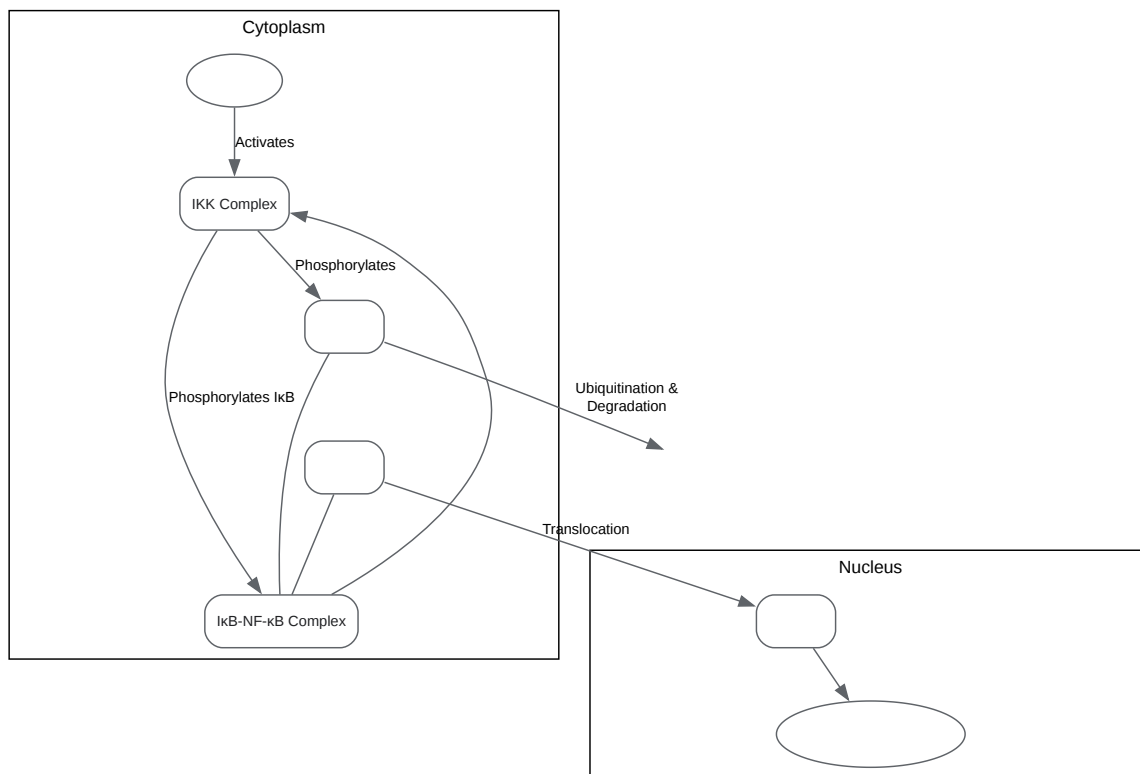 Cytoplasm
Activates
IKK Complex
Phosphorylates
Ubiquitination &
Degradation
Phosphorylates IκB
Translocation
Nucleus
IκB-NF-κB Complex